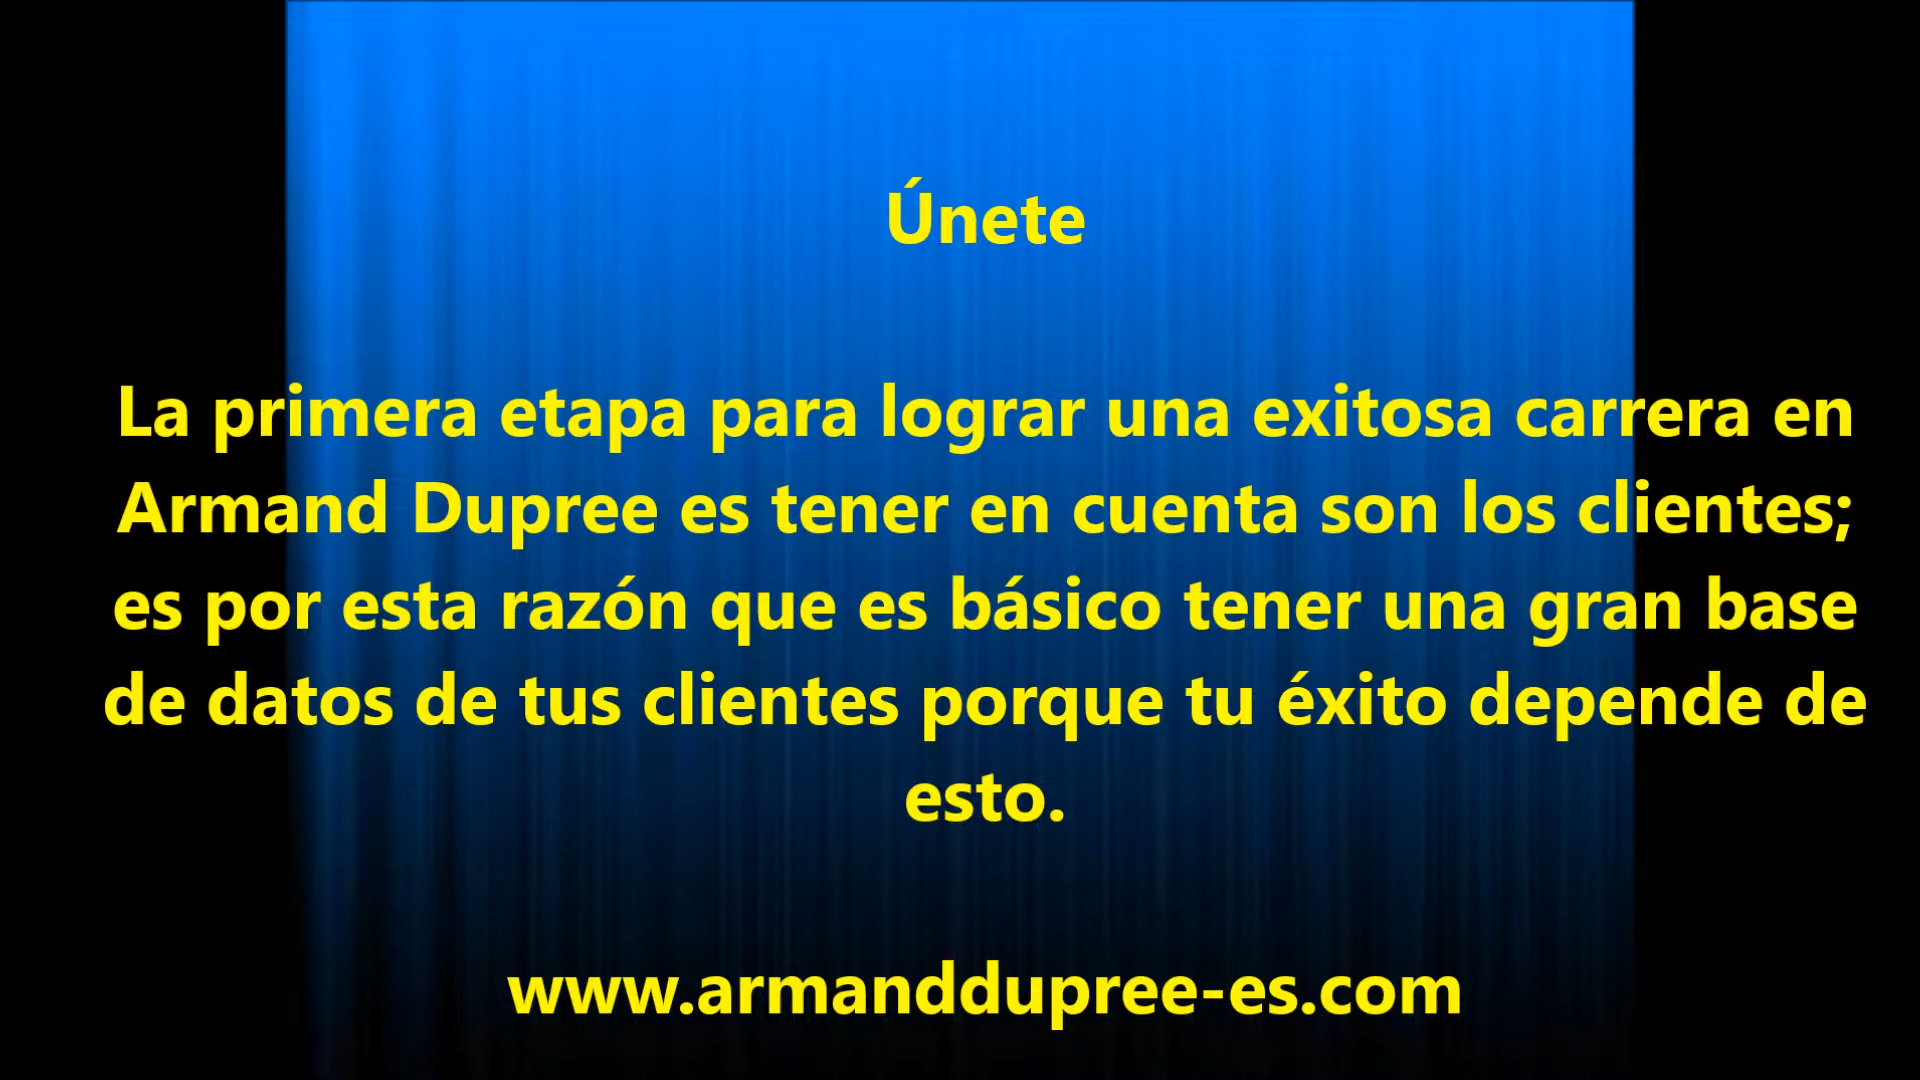 Únete
La primera etapa para lograr una exitosa carrera en
Armand Dupree es tener en cuenta son los clientes;
es por esta razón que es básico tener una gran base
de datos de tus clientes porque tu éxito depende de
esto.
www.armanddupree-es.com